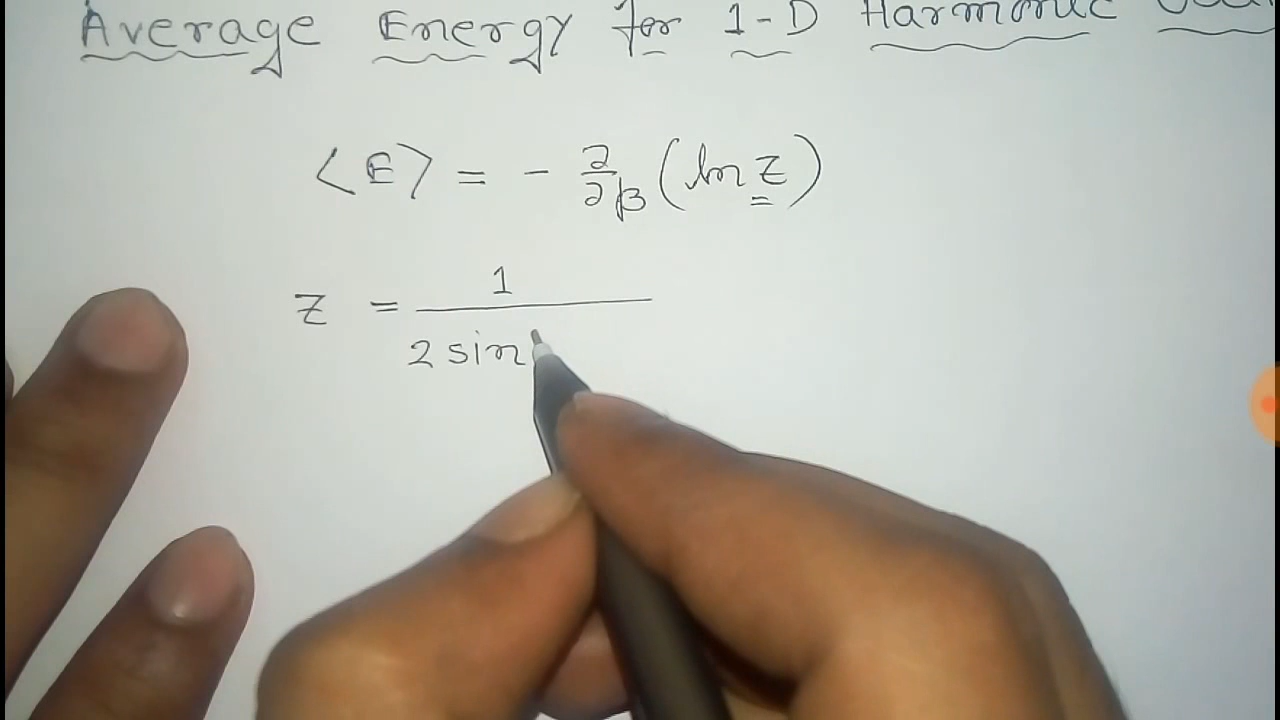 Average Energy for 1-D Harmonic
<E> = - ∂/∂β (ln Z)
Z = 1/2 sin